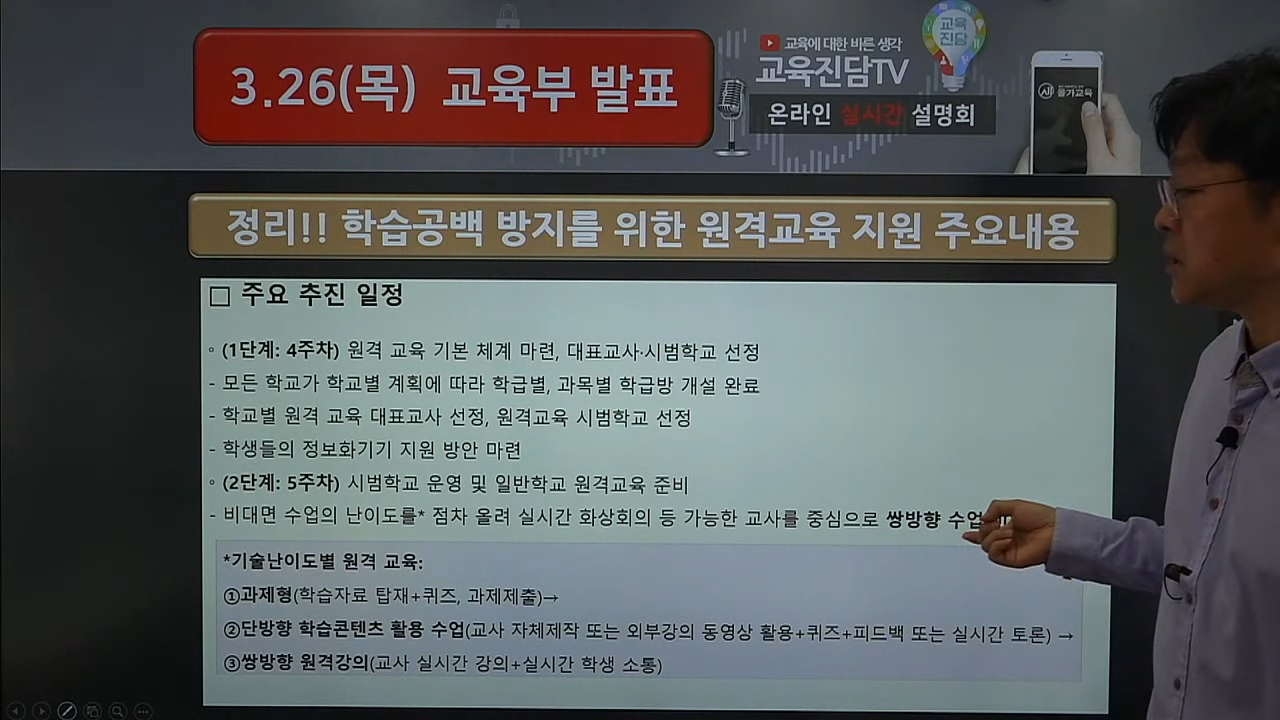 3.26(목) 교육부 발표
교육에 대한 바른 생각
교육진담TV
교육
진담
온라인 실시간 설명회
올가교육
정리!! 학습공백 방지를 위한 원격교육 지원 주요내용
□ 주요 추진 일정
◦ (1단계: 4주차) 원격 교육 기본 체계 마련, 대표교사·시범학교 선정
- 모든 학교가 학교별 계획에 따라 학급별, 과목별 학급방 개설 완료
- 학교별 원격 교육 대표교사 선정, 원격교육 시범학교 선정
- 학생들의 정보화기기 지원 방안 마련
◦ (2단계: 5주차) 시범학교 운영 및 일반학교 원격교육 준비
- 비대면 수업의 난이도를* 점차 올려 실시간 화상회의 등 가능한 교사를 중심으로 쌍방향 수업
*기술난이도별 원격 교육:
①과제형(학습자료 탑재+퀴즈, 과제제출)→
②단방향 학습콘텐츠 활용 수업(교사 자체제작 또는 외부강의 동영상 활용+퀴즈+피드백 또는 실시간 토론) →
③쌍방향 원격강의(교사 실시간 강의+실시간 학생 소통)